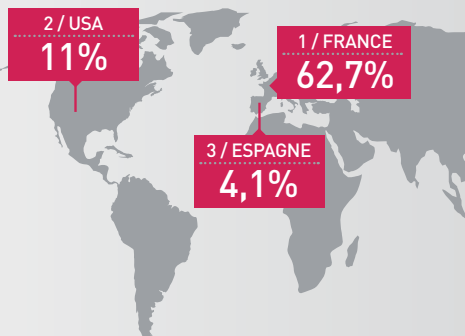 2 / USA
11%
1 / FRANCE
62,7%
3 / ESPAGNE
4,1%